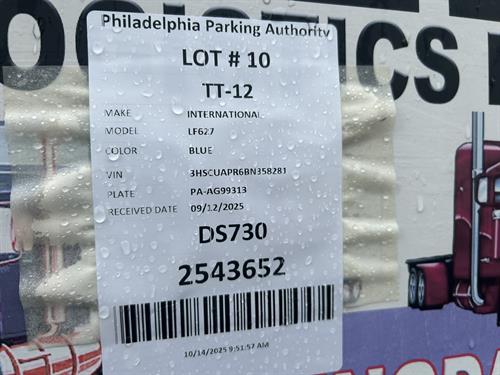 OGISTICS
Philadelphia Parking Authority
LOT # 10
TT-12
MAKE INTERNATIONAL
MODEL LF627
COLOR BLUE
VIN 3HSCUAPR6BN358281
PLATE PA-AG99313
RECEIVED DATE 09/12/2025
DS730
2543652
10/14/2025 9:51:57 AM